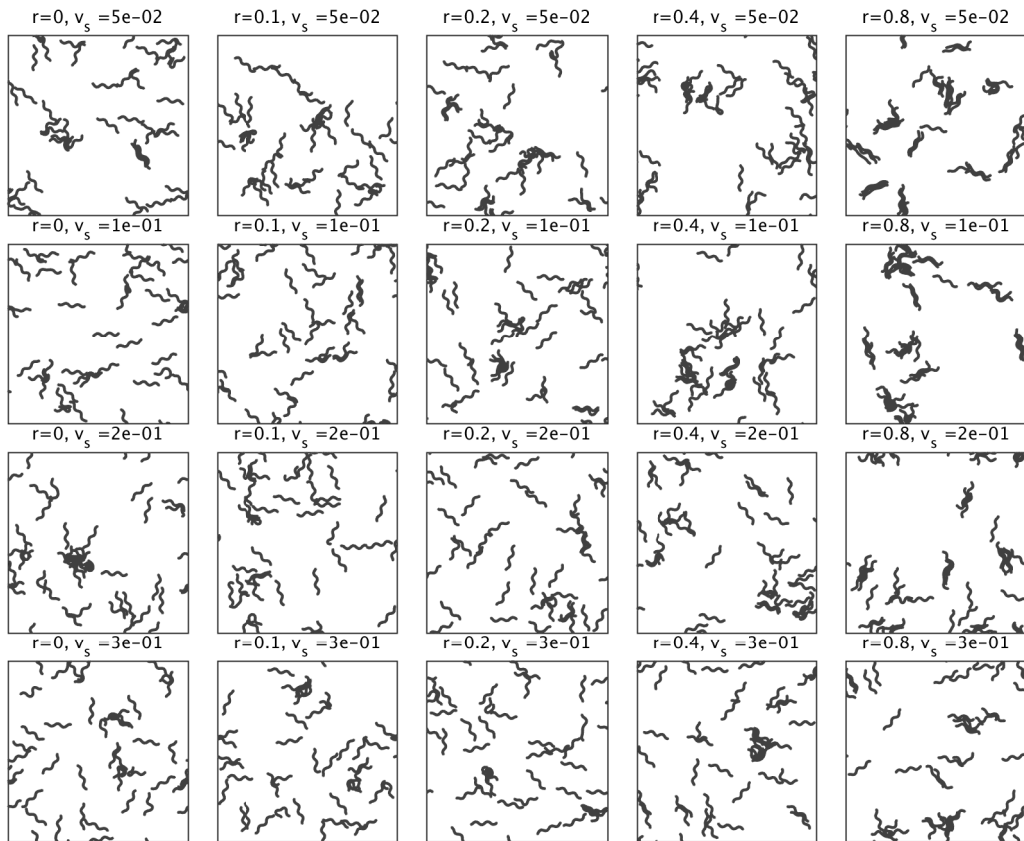 r=0, v_s =5e-02 r=0.1, v_s =5e-02 r=0.2, v_s =5e-02 r=0.4, v_s =5e-02 r=0.8, v_s =5e-02
r=0, v_s =1e-01 r=0.1, v_s =1e-01 r=0.2, v_s =1e-01 r=0.4, v_s =1e-01 r=0.8, v_s =1e-01
r=0, v_s =2e-01 r=0.1, v_s =2e-01 r=0.2, v_s =2e-01 r=0.4, v_s =2e-01 r=0.8, v_s =2e-01
r=0, v_s =3e-01 r=0.1, v_s =3e-01 r=0.2, v_s =3e-01 r=0.4, v_s =3e-01 r=0.8, v_s =3e-01